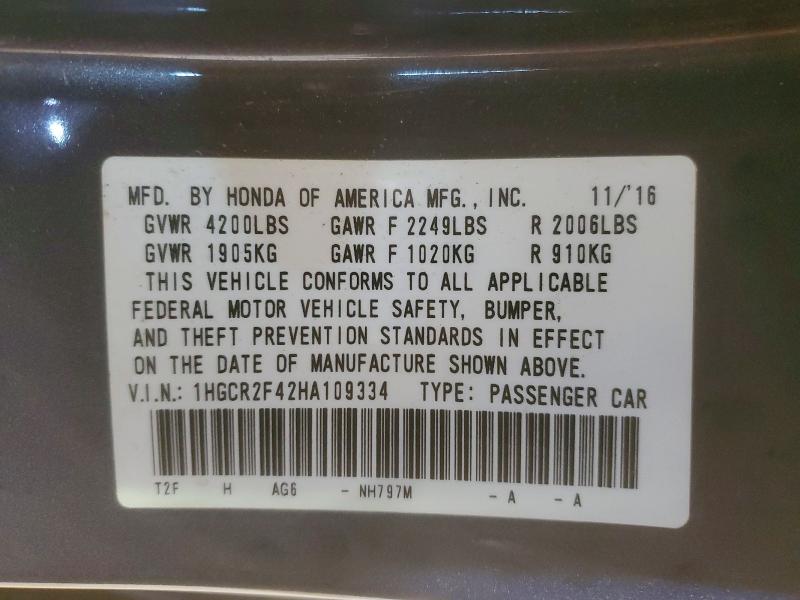 MFD. BY HONDA OF AMERICA MFG., INC. 11/'16
GVWR 4200LBS GAWR F 2249LBS R 2006LBS
GVWR 1905KG GAWR F 1020KG R 910KG
THIS VEHICLE CONFORMS TO ALL APPLICABLE
FEDERAL MOTOR VEHICLE SAFETY, BUMPER,
AND THEFT PREVENTION STANDARDS IN EFFECT
ON THE DATE OF MANUFACTURE SHOWN ABOVE.
V.I.N.: 1HGCR2F42HA109334 TYPE: PASSENGER CAR
T2F H AG6 - NH797M - A - A